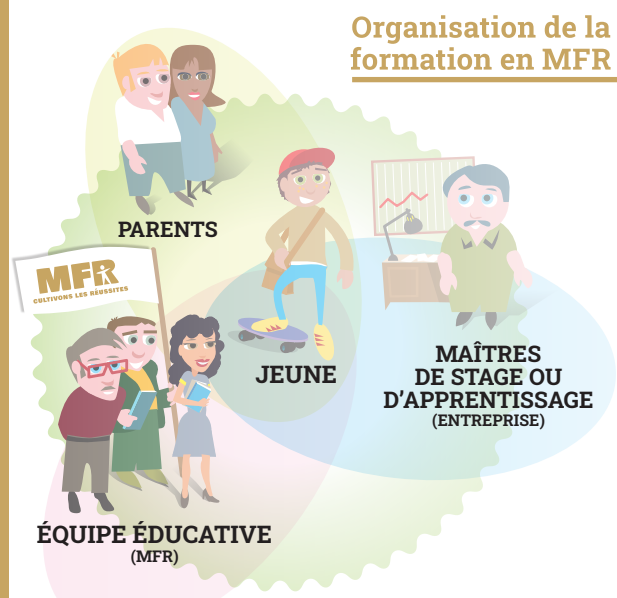 Organisation de la
formation en MFR
PARENTS
MFR
CULTIVONS LES RÉUSSITES
JEUNE
MAÎTRES
DE STAGE OU
D'APPRENTISSAGE
(ENTREPRISE)
ÉQUIPE ÉDUCATIVE
(MFR)